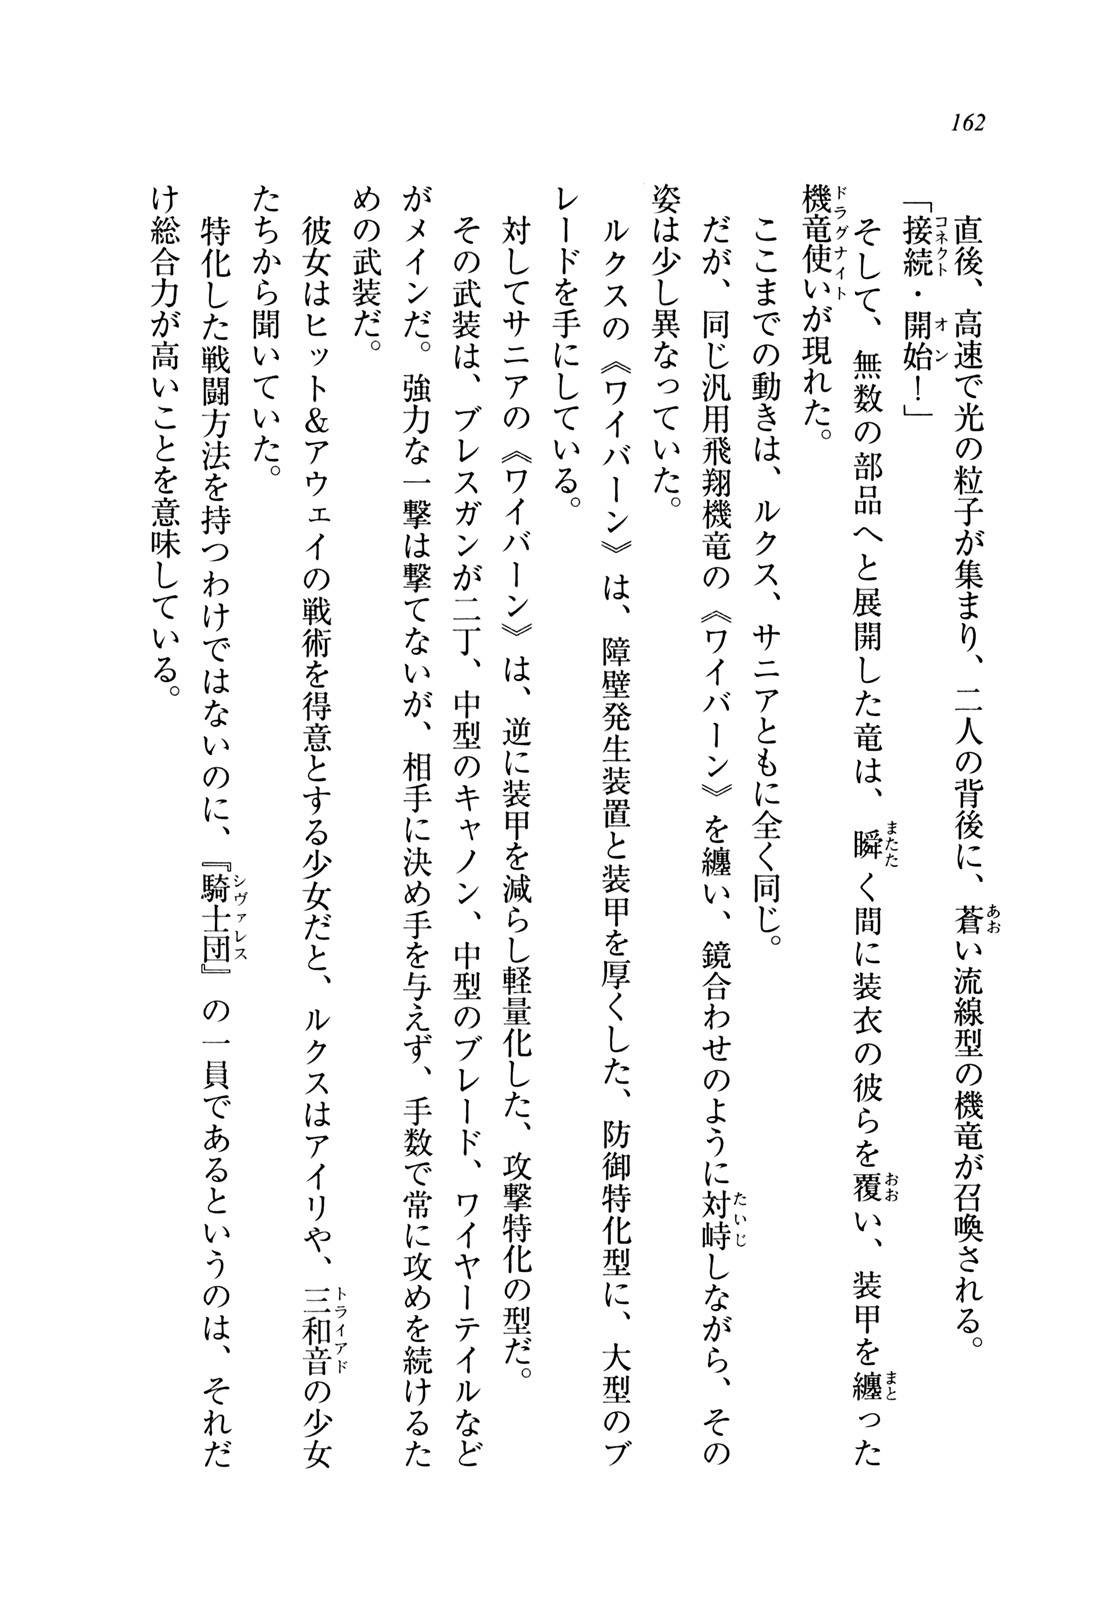 162
直後、高速で光の粒子が集まり、二人の背後に、蒼い流線型の機竜が召喚される。
「接続・開始！」
そして、無数の部品へと展開した竜は、瞬く間に装衣の彼らを覆い、装甲を纏った
機竜使いが現れた。
ここまでの動きは、ルクス、サニアともに全く同じ。
だが、同じ汎用飛翔機竜の《ワイバーン》を纏い、鏡合わせのように対峙しながら、その
姿は少し異なっていた。
ルクスの《ワイバーン》は、障壁発生装置と装甲を厚くした、防御特化型に、大型のブ
レードを手にしている。
対してサニアの《ワイバーン》は、逆に装甲を減らし軽量化した、攻撃特化の型だ。
その武装は、ブレスガンが二丁、中型のキャノン、中型のブレード、ワイヤーテイルなど
がメインだ。強力な一撃は撃てないが、相手に決め手を与えず、手数で常に攻めを続けるた
めの武装だ。
彼女はヒット＆アウェイの戦術を得意とする少女だと、ルクスはアイリや、三和音の少女
たちから聞いていた。
特化した戦闘方法を持つわけではないのに、『騎士団』の一員であるというのは、それだ
け総合力が高いことを意味している。